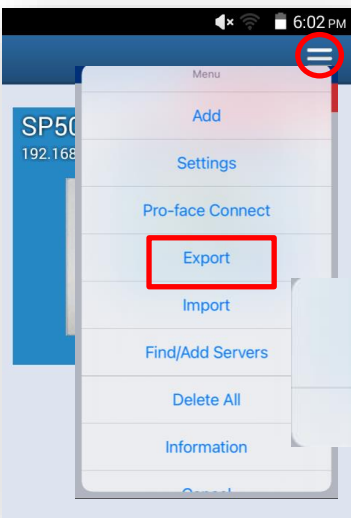 6:02 PM
Menu
SP50
192.168
Add
Settings
Pro-face Connect
Export
Import
Find/Add Servers
Delete All
Information
Cancel